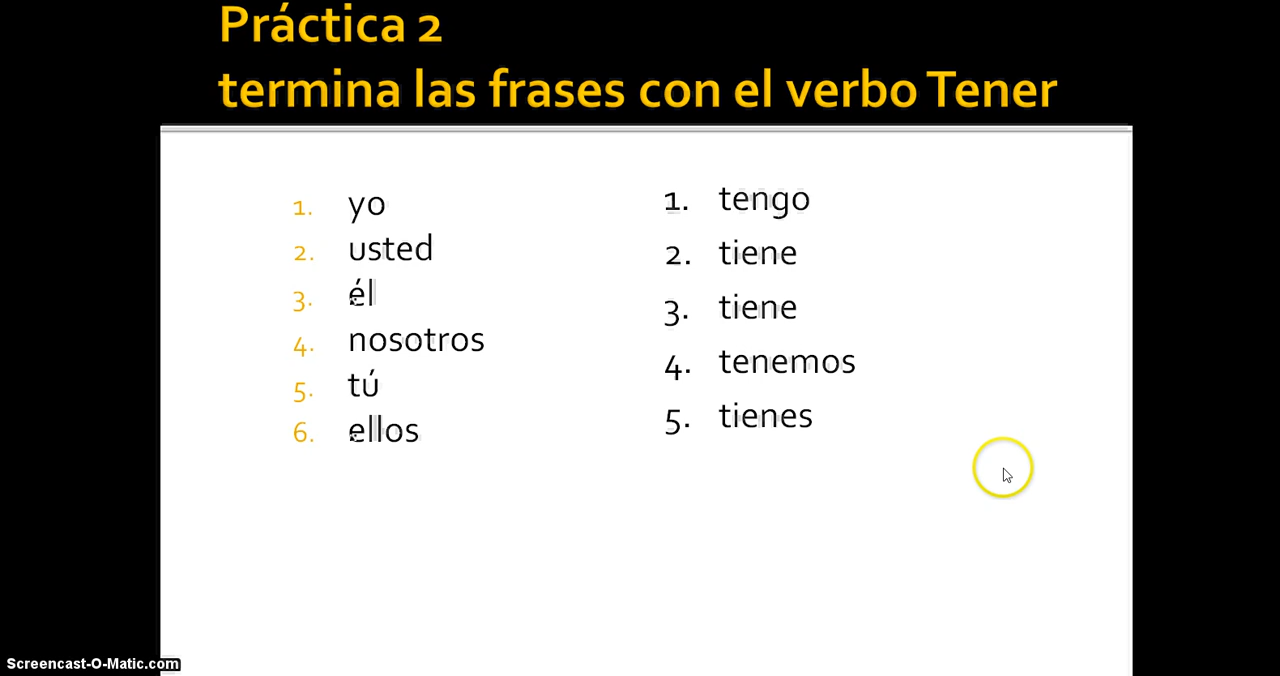 Práctica 2
termina las frases con el verbo Tener
1. yo
2. usted
3. él
4. nosotros
5. tú
6. ellos
1. tengo
2. tiene
3. tiene
4. tenemos
5. tienes
Screencast-O-Matic.com